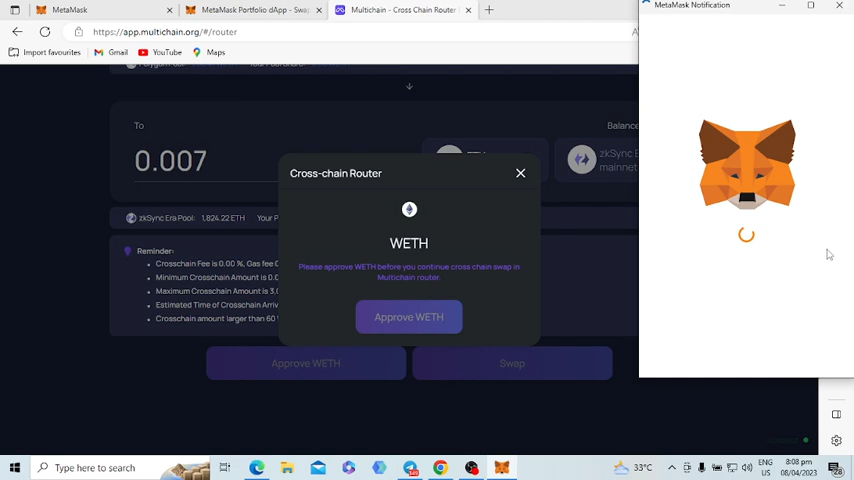 MetaMask
MetaMask Portfolio dApp - Swap
Multichain - Cross Chain Router
MetaMask Notification
https://app.multichain.org/#/router
Import favourites
Gmail
YouTube
Maps
To
Balance
0.007
zkSync Era
mainnet
zkSync Era Pool: 1,824.22 ETH Your P
Reminder:
Crosschain Fee is 0.00 %, Gas fee 0
Minimum Crosschain Amount is 0.0
Maximum Crosschain Amount is 3,0
Estimated Time of Crosschain Arriv
Crosschain amount larger than 60
Cross-chain Router
WETH
Please approve WETH before you continue cross chain swap in
Multichain router.
Approve WETH
Approve WETH
Swap
Type here to search
33°C
ENG
US
8:08 pm
08/04/2023